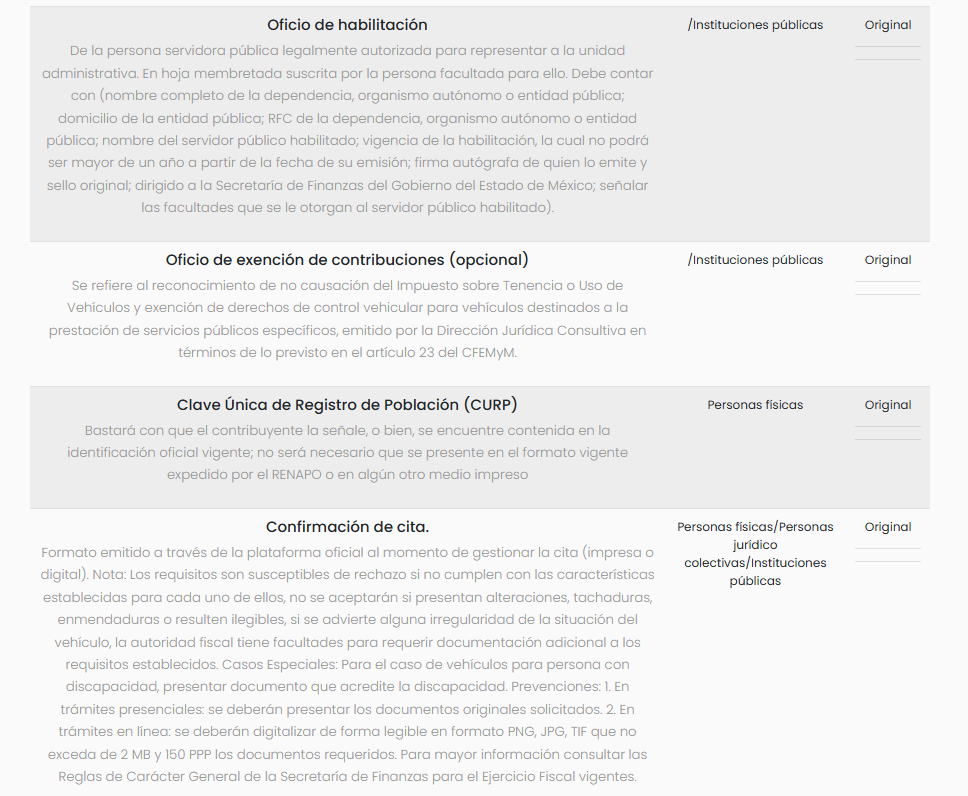 Oficio de habilitación
/Instituciones públicas
Original
De la persona servidora pública legalmente autorizada para representar a la unidad
administrativa. En hoja membretada suscrita por la persona facultada para ello. Debe contar
con (nombre completo de la dependencia, organismo autónomo o entidad pública;
domicilio de la entidad pública; RFC de la dependencia, organismo autónomo o entidad
pública; nombre del servidor público habilitado; vigencia de la habilitación, la cual no podrá
ser mayor de un año a partir de la fecha de su emisión; firma autógrafa de quien lo emite y
sello original; dirigido a la Secretaría de Finanzas del Gobierno del Estado de México; señalar
las facultades que se le otorgan al servidor público habilitado).
Oficio de exención de contribuciones (opcional)
/Instituciones públicas
Original
Se refiere al reconocimiento de no causación del Impuesto sobre Tenencia o Uso de
Vehículos y exención de derechos de control vehicular para vehículos destinados a la
prestación de servicios públicos específicos, emitido por la Dirección Jurídica Consultiva en
términos de lo previsto en el artículo 23 del CFEMyM.
Clave Única de Registro de Población (CURP)
Personas físicas
Original
Bastará con que el contribuyente la señale, o bien, se encuentre contenida en la
identificación oficial vigente; no será necesario que se presente en el formato vigente
expedido por el RENAPO o en algún otro medio impreso
Confirmación de cita.
Personas físicas/Personas
jurídico
colectivas/Instituciones
públicas
Original
Formato emitido a través de la plataforma oficial al momento de gestionar la cita (impresa o
digital). Nota: Los requisitos son susceptibles de rechazo si no cumplen con las características
establecidas para cada uno de ellos, no se aceptarán si presentan alteraciones, tachaduras,
enmendaduras o resulten ilegibles, si se advierte alguna irregularidad de la situación del
vehículo, la autoridad fiscal tiene facultades para requerir documentación adicional a los
requisitos establecidos. Casos Especiales: Para el caso de vehículos para persona con
discapacidad, presentar documento que acredite la discapacidad. Prevenciones: 1. En
trámites presenciales: se deberán presentar los documentos originales solicitados. 2. En
trámites en línea: se deberán digitalizar de forma legible en formato PNG, JPG, TIF que no
exceda de 2 MB y 150 PPP los documentos requeridos. Para mayor información consultar las
Reglas de Carácter General de la Secretaría de Finanzas para el Ejercicio Fiscal vigentes.